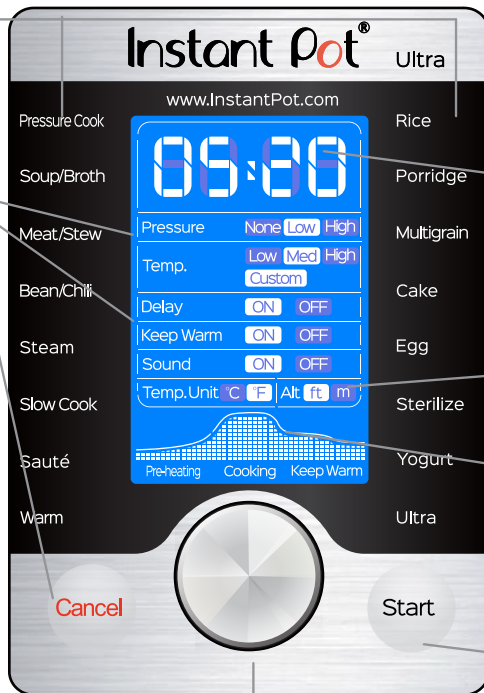 Instant Pot® Ultra
www.InstantPot.com
Pressure Cook
Soup/Broth
Meat/Stew
Bean/Chili
Steam
Slow Cook
Sauté
Warm
05:20
Pressure None Low High
Temp. Low Med High
Custom
Delay ON OFF
Keep Warm ON OFF
Sound ON OFF
Temp. Unit °C °F Alt ft m
Pre-heating Cooking Keep Warm
Rice
Porridge
Multigrain
Cake
Egg
Sterilize
Yogurt
Ultra
Cancel
Start